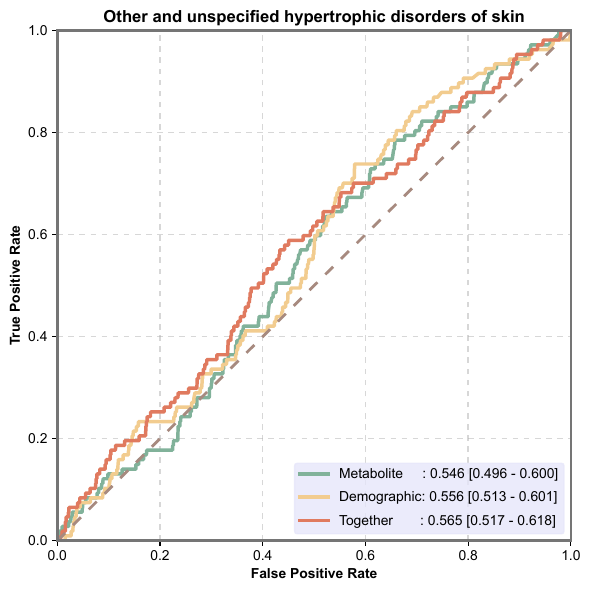 Other and unspecified hypertrophic disorders of skin
True Positive Rate
1.0
0.8
0.6
0.4
0.2
0.0
Metabolite : 0.546 [0.496 - 0.600]
Demographic: 0.556 [0.513 - 0.601]
Together : 0.565 [0.517 - 0.618]
0.0 0.2 0.4 0.6 0.8 1.0
False Positive Rate